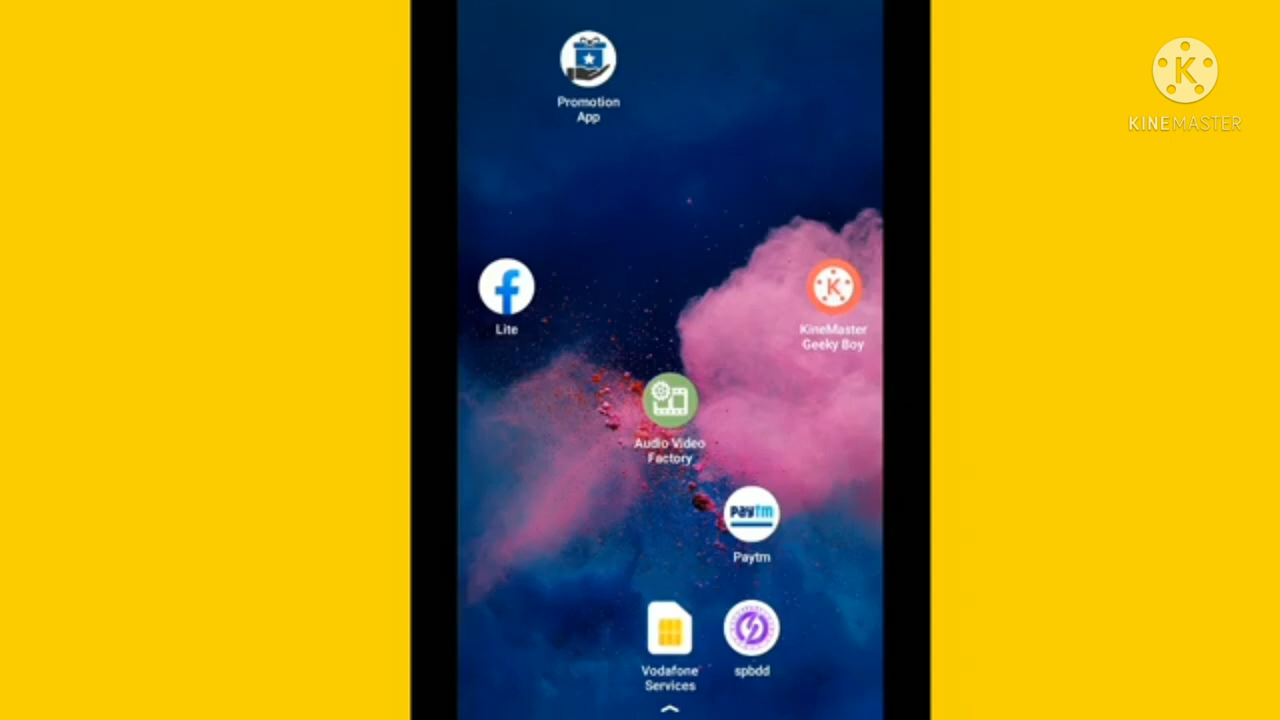 KINEMASTER
Promotion
App
Lite
KineMaster
Geeky Boy
Audio Video
Factory
Paytm
Paytm
Vodafone
Services
spbdd